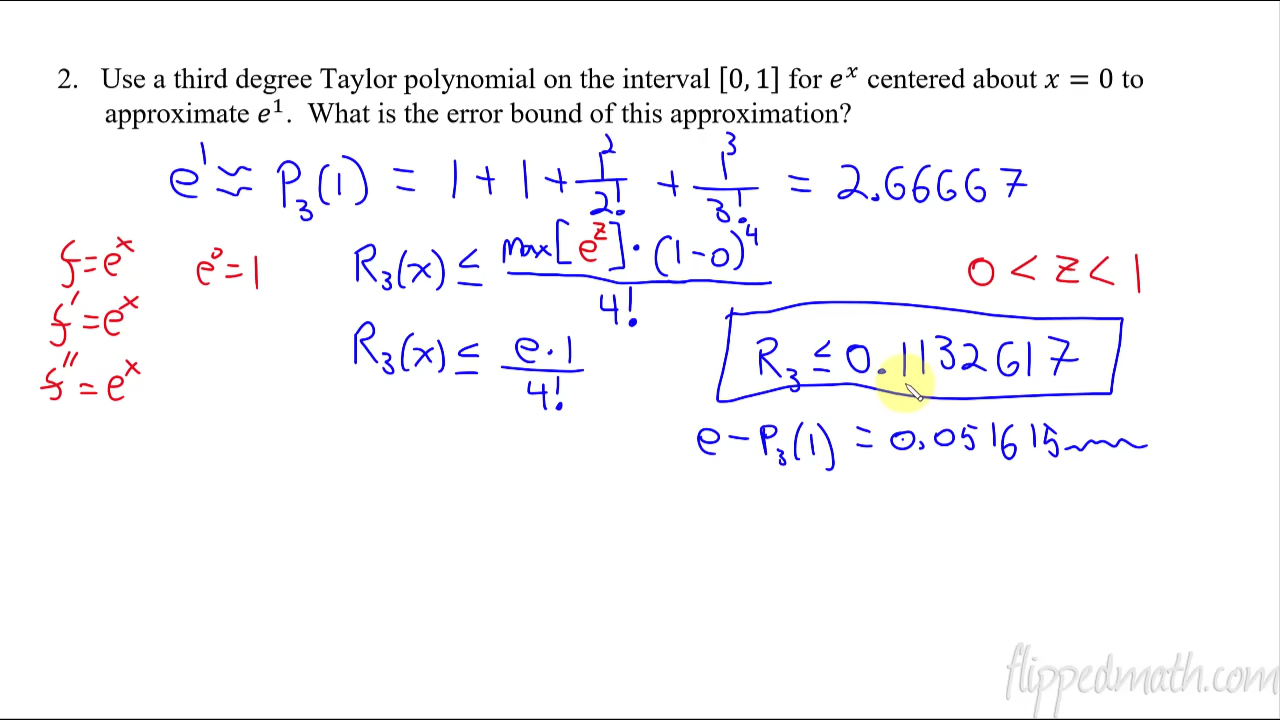 2. Use a third degree Taylor polynomial on the interval [0, 1] for eˣ centered about x = 0 to
approximate e¹. What is the error bound of this approximation?
e¹ ≈ P₃(1) = 1 + 1 + 1²/2! + 1³/3! = 2.66667
f = eˣ e⁰ = 1 R₃(x) ≤ max[eᶻ]·(1-0)⁴/4! 0 < z < 1
f' = eˣ
R₃(x) ≤ e·1/4! R₃ ≤ 0.1132617
f'' = eˣ
e - P₃(1) = 0.051615
flippedmath.com